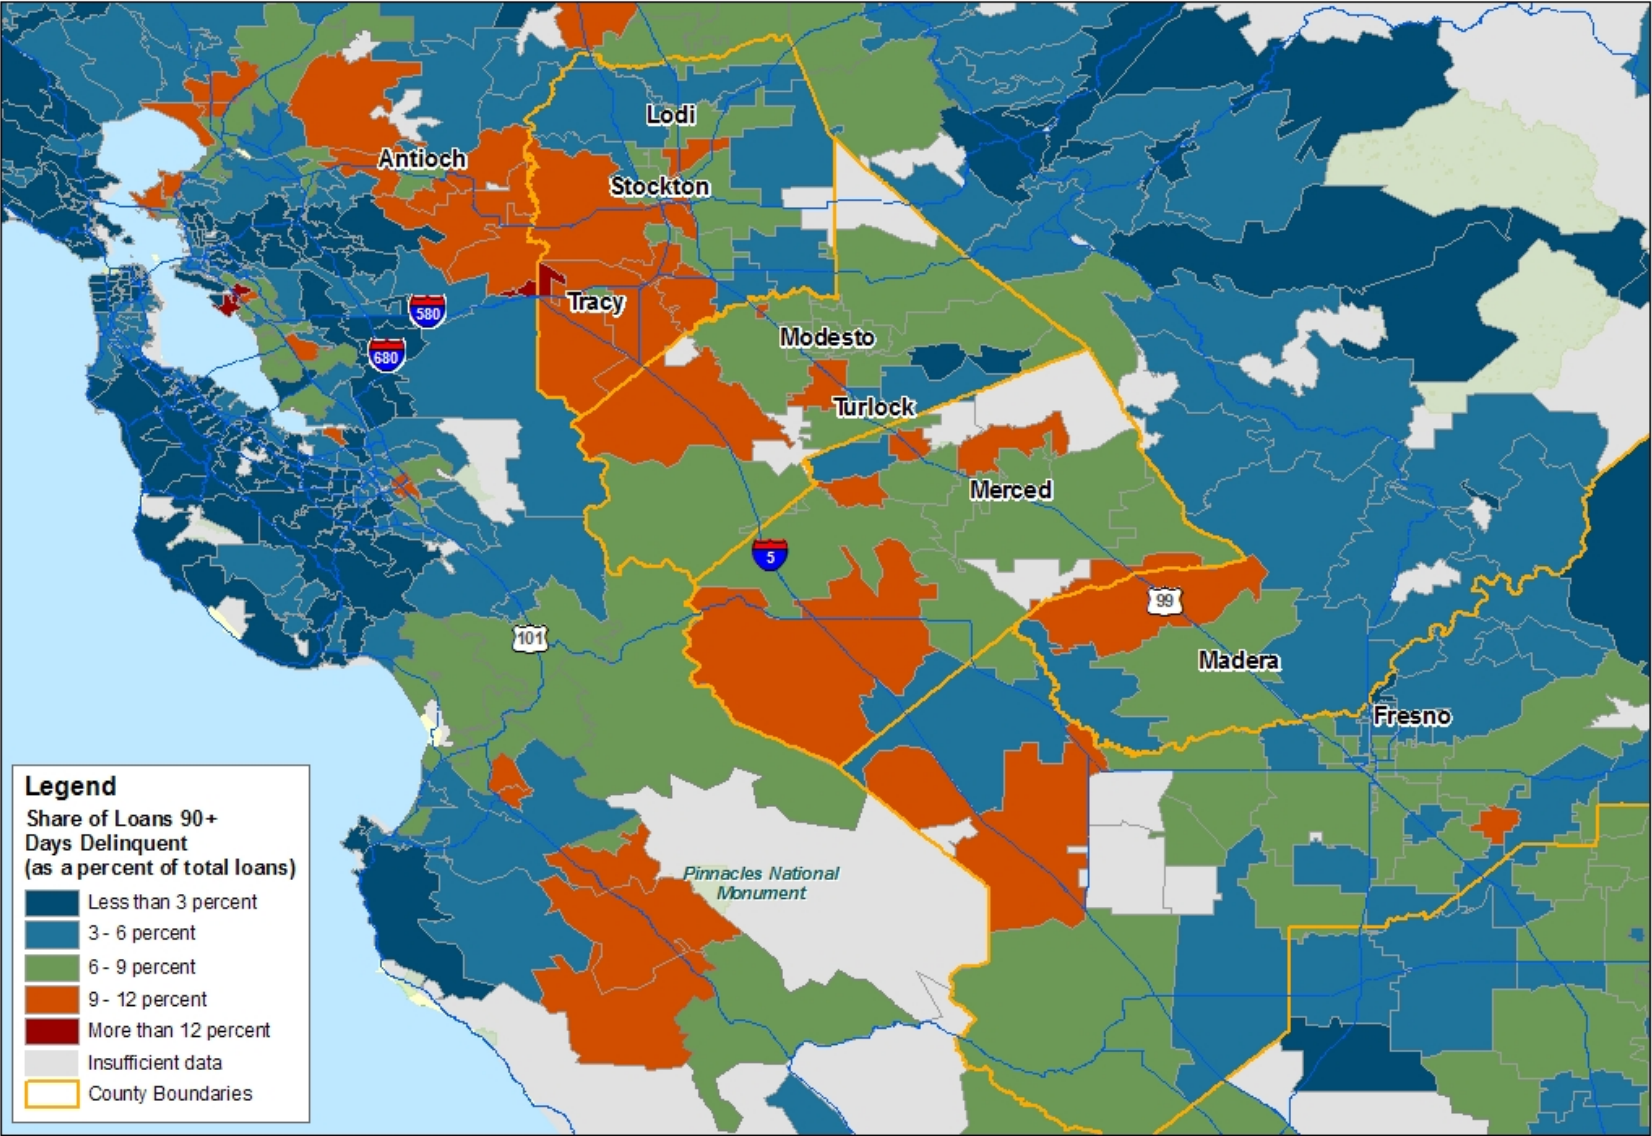 Lodi
Antioch
Stockton
580
Tracy
680
Modesto
Turlock
Merced
5
99
101
Madera
Fresno
Pinnacles National
Monument
Legend
Share of Loans 90+
Days Delinquent
(as a percent of total loans)
Less than 3 percent
3 - 6 percent
6 - 9 percent
9 - 12 percent
More than 12 percent
Insufficient data
County Boundaries